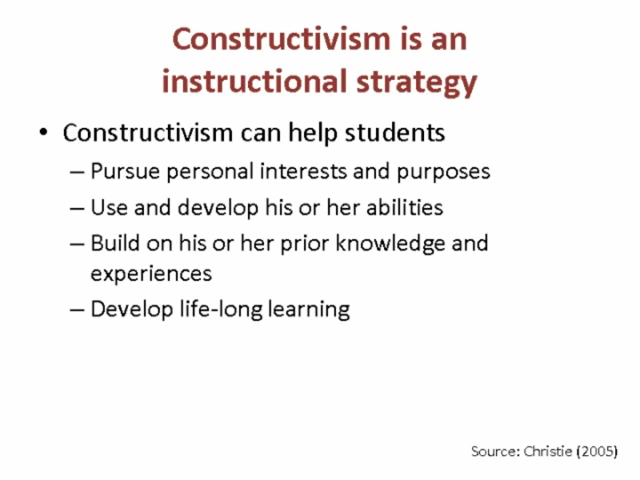 Constructivism is an
instructional strategy
• Constructivism can help students
– Pursue personal interests and purposes
– Use and develop his or her abilities
– Build on his or her prior knowledge and
experiences
– Develop life-long learning
Source: Christie (2005)